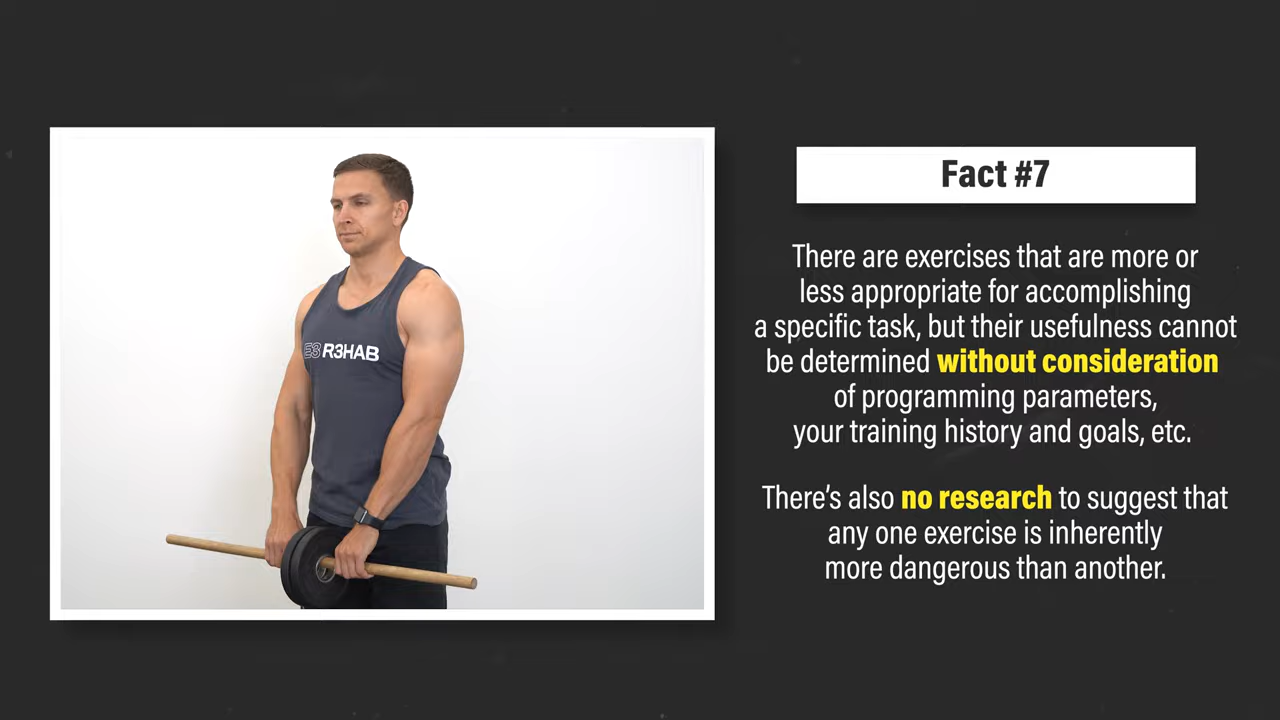 E3 R3HAB
Fact #7
There are exercises that are more or
less appropriate for accomplishing
a specific task, but their usefulness cannot
be determined without consideration
of programming parameters,
your training history and goals, etc.
There's also no research to suggest that
any one exercise is inherently
more dangerous than another.